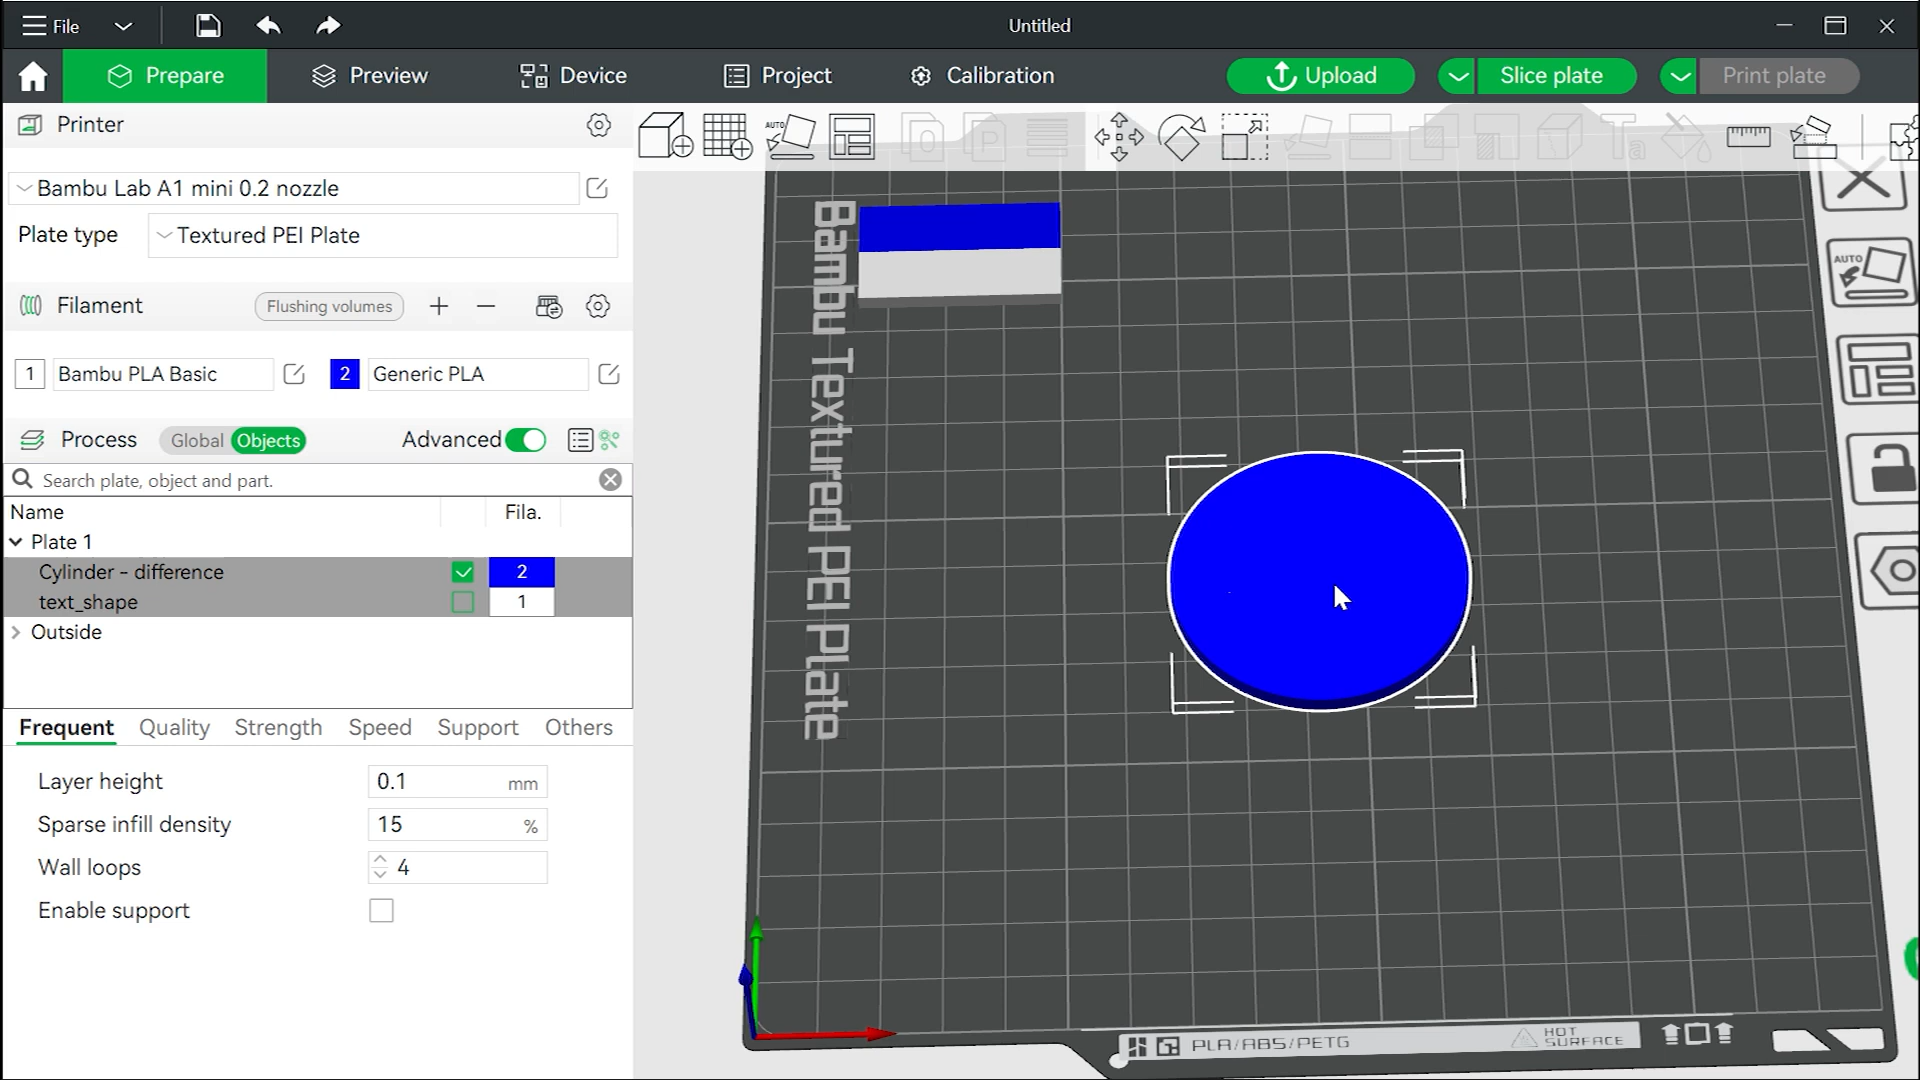 File
Untitled
Prepare
Preview
Device
Project
Calibration
Upload
Slice plate
Print plate
Printer
Bambu Lab A1 mini 0.2 nozzle
Plate type
Textured PEI Plate
Filament
Flushing volumes
1
Bambu PLA Basic
2
Generic PLA
Process
Global
Objects
Advanced
Search plate, object and part.
Name
Fila.
Plate 1
Cylinder - difference
2
text_shape
1
Outside
Frequent
Quality
Strength
Speed
Support
Others
Layer height
0.1
mm
Sparse infill density
15
%
Wall loops
4
Enable support
AUTO
Bambu Textured PEI Plate
AUTO
PLA/ABS/PETG
HOT
SURFACE